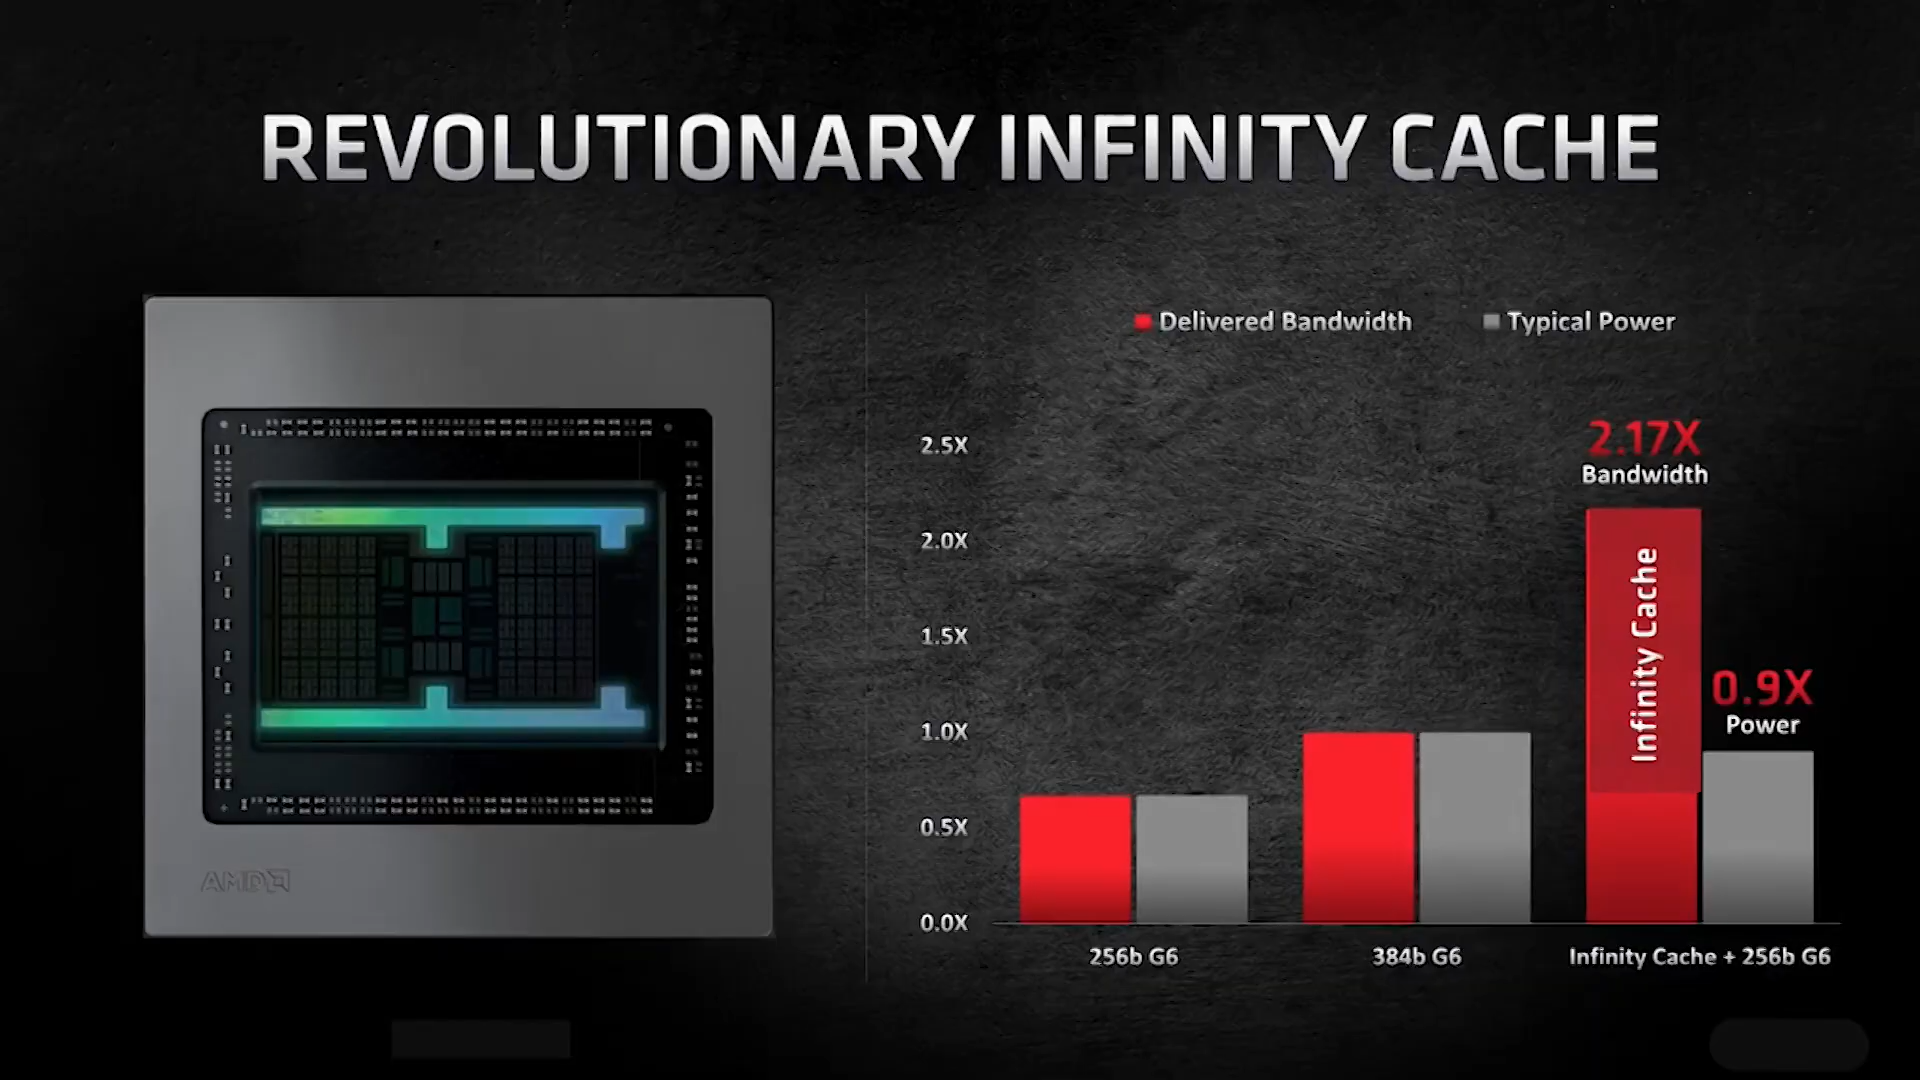 REVOLUTIONARY INFINITY CACHE
AMD
Delivered Bandwidth
Typical Power
2.5X
2.0X
1.5X
1.0X
0.5X
0.0X
2.17X
Bandwidth
Infinity Cache
0.9X
Power
256b G6
384b G6
Infinity Cache + 256b G6